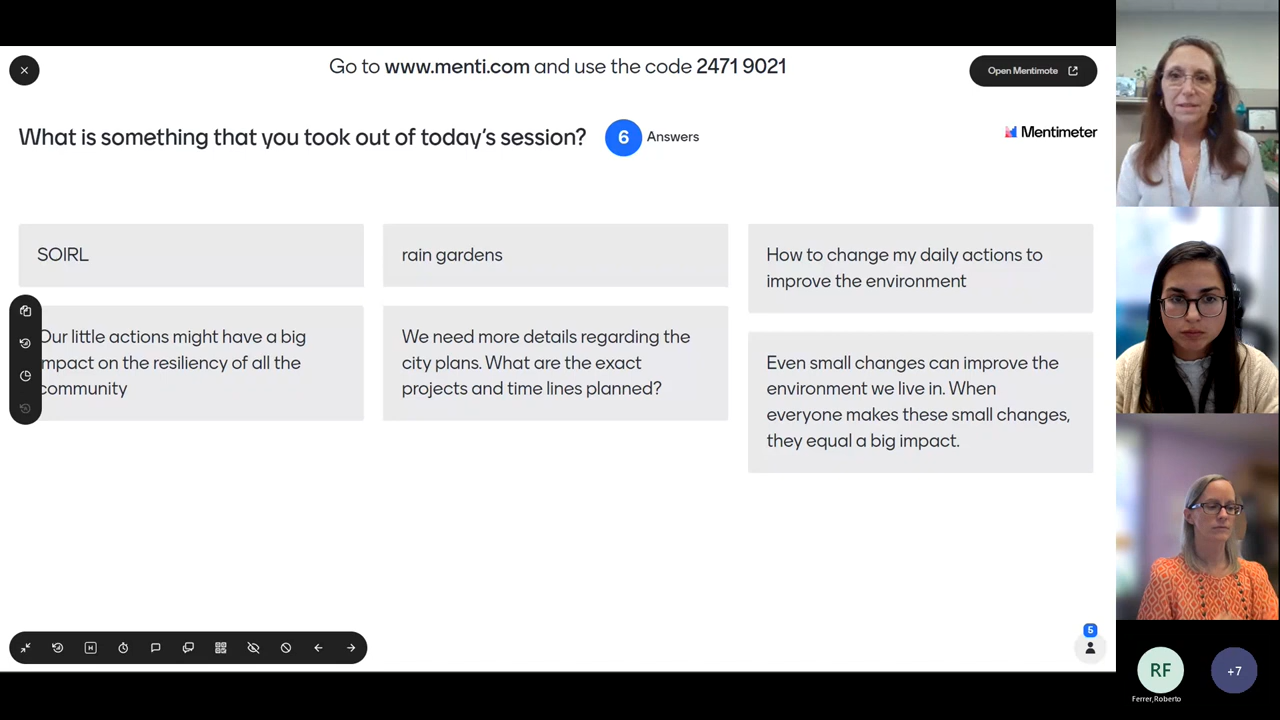 Go to www.menti.com and use the code 2471 9021
Open Mentimote
What is something that you took out of today's session?
6 Answers
Mentimeter
SOIRL
rain gardens
How to change my daily actions to
improve the environment
Our little actions might have a big
impact on the resiliency of all the
community
We need more details regarding the
city plans. What are the exact
projects and time lines planned?
Even small changes can improve the
environment we live in. When
everyone makes these small changes,
they equal a big impact.
H
5
RF
+7
Ferrer,Roberto